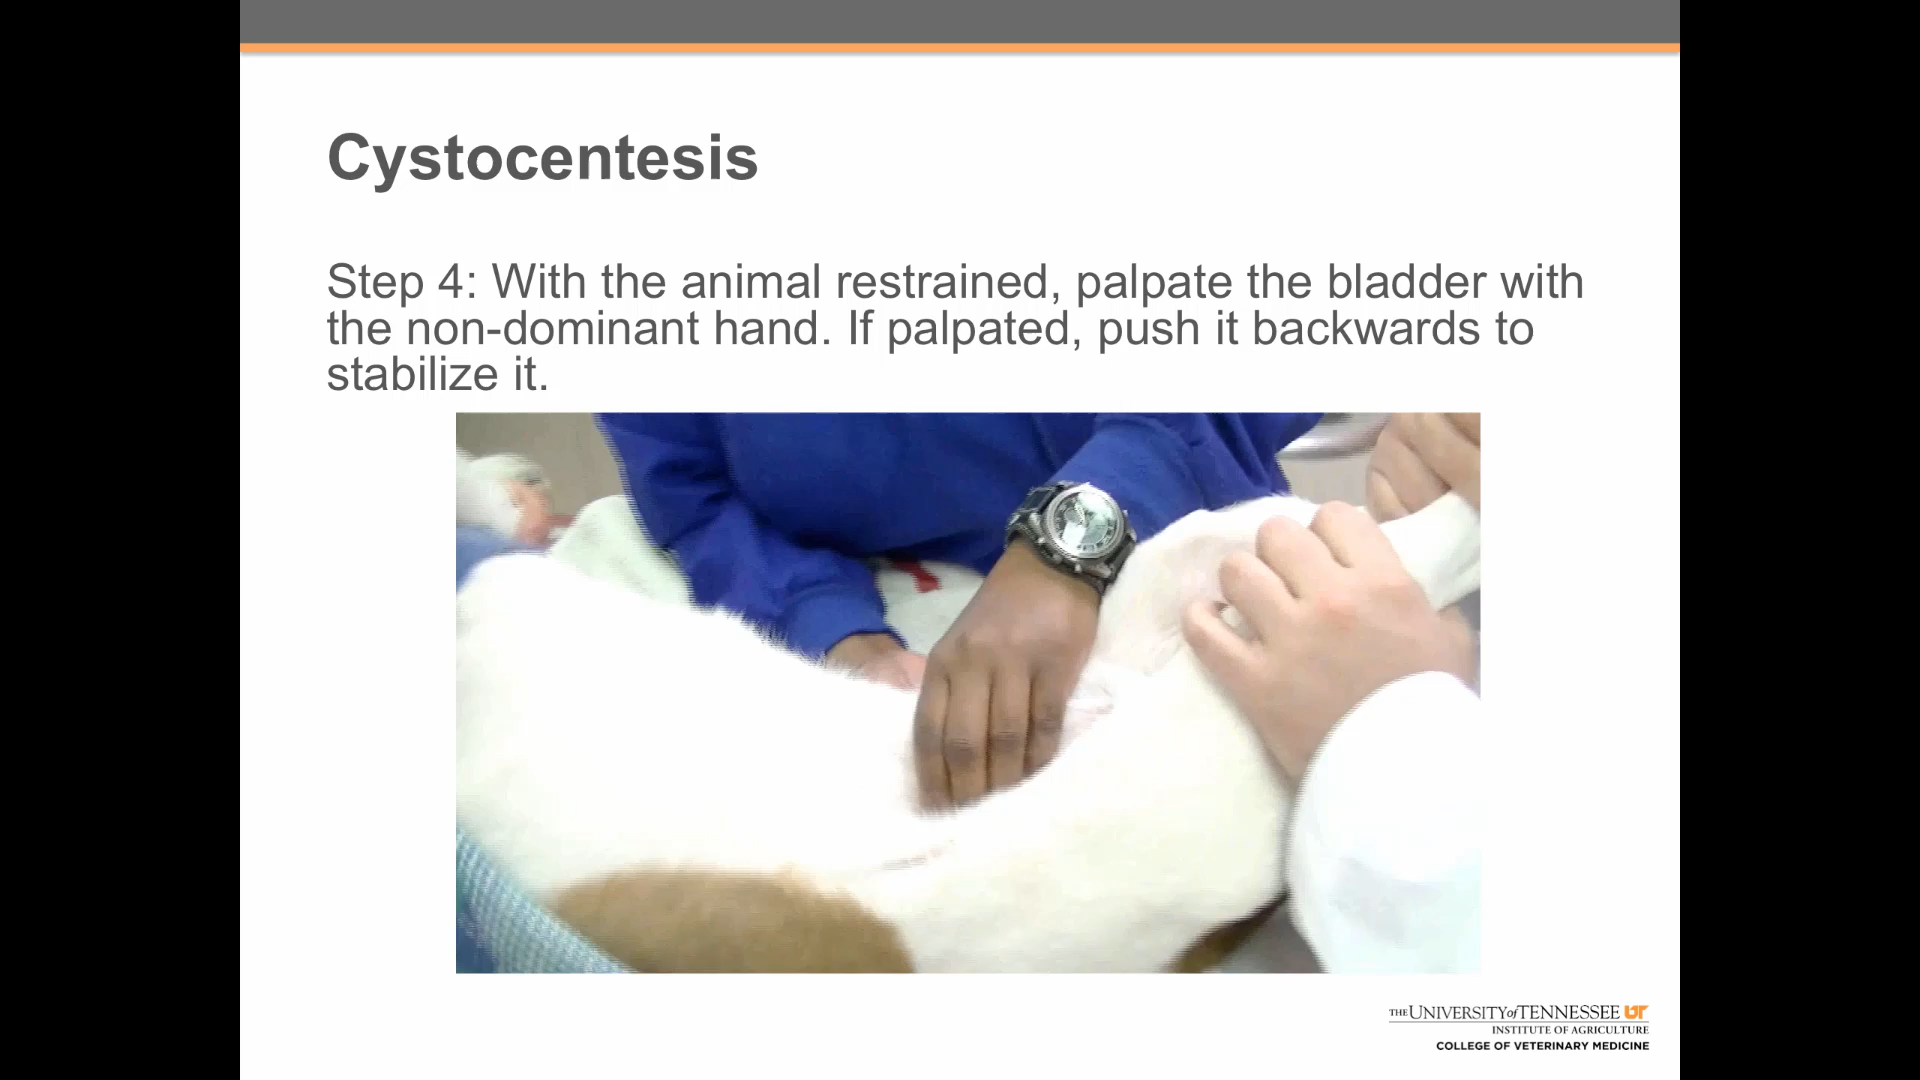 Cystocentesis
Step 4: With the animal restrained, palpate the bladder with
the non-dominant hand. If palpated, push it backwards to
stabilize it.
THE UNIVERSITY of TENNESSEE UT
INSTITUTE OF AGRICULTURE
COLLEGE OF VETERINARY MEDICINE